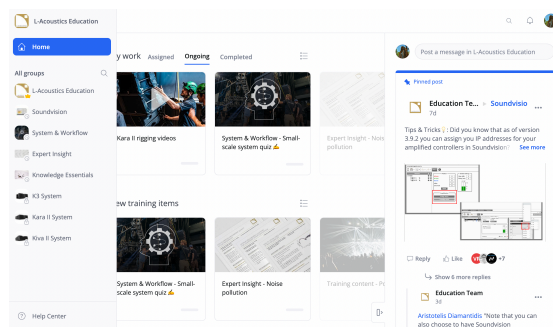 L-Acoustics Education
Home
All groups
L-Acoustics Education
Soundvision
System & Workflow
Expert Insight
Knowledge Essentials
K3 System
Kara II System
Kiva II System
Help Center
y work Assigned Ongoing Completed
Kara II rigging videos
System & Workflow - Small-
scale system quiz ✍️
Expert Insight - Nois
pollution
ew training items
System & Workflow - Small-
scale system quiz ✍️
Expert Insight - Noise
pollution
Training content - Po
Post a message in L-Acoustics Education
Pinned post
Education Te... Soundvisio ...
7d
Tips & Tricks 💡: Did you know that as of version
3.9.2 you can assign you IP addresses for your
amplified controllers in Soundvision? See more
Reply Like +7
Show 6 more replies
Education Team ...
3d
Aristotelis Diamantidis "Note that you can
also choose to have Soundvision